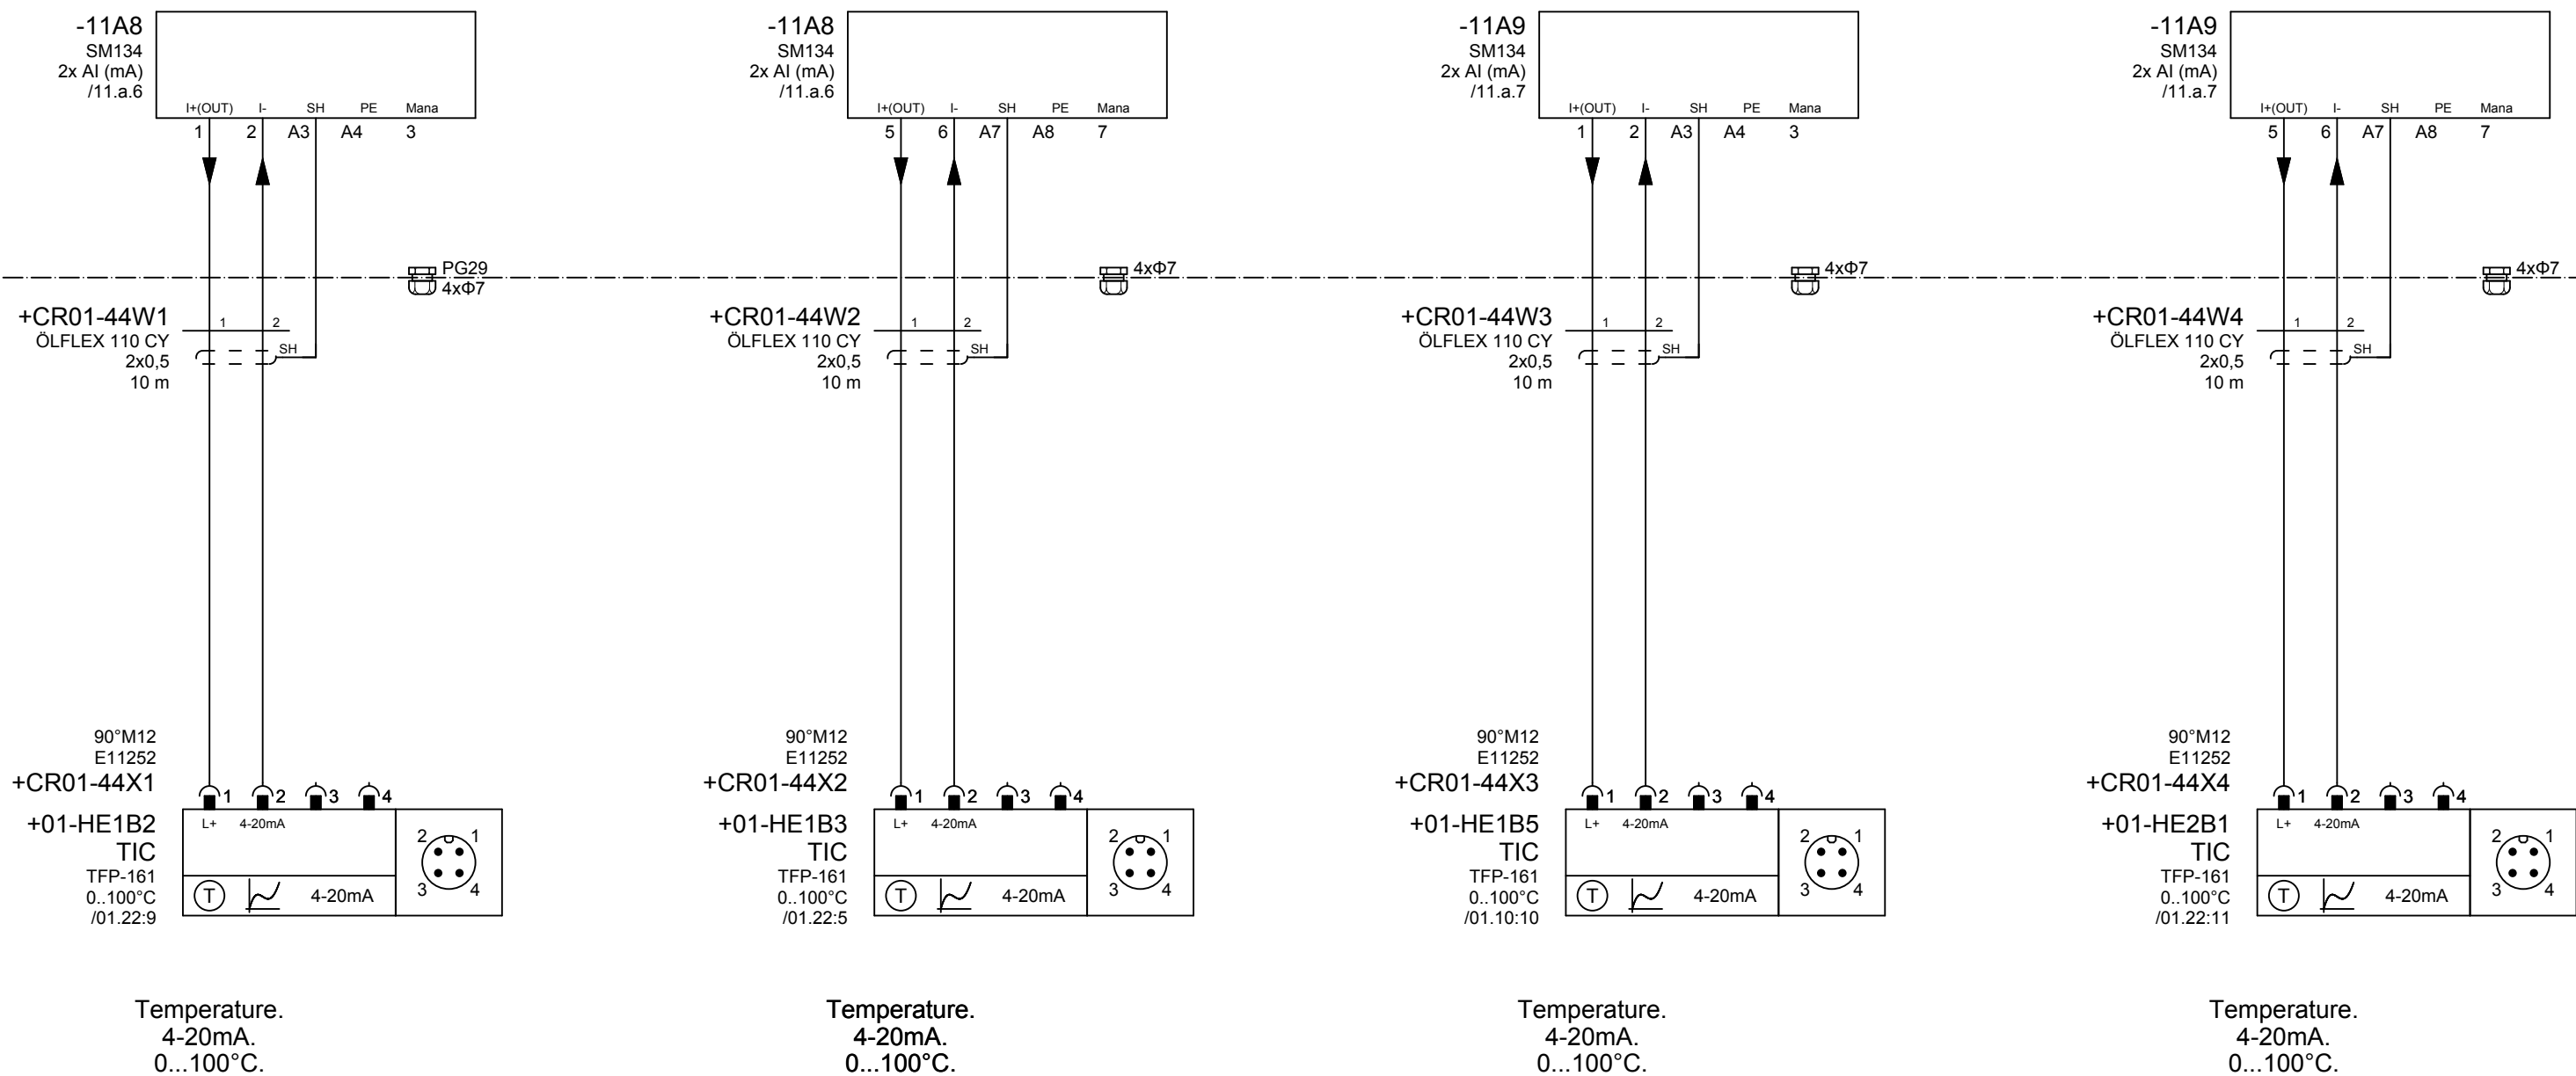 -11A8
SM134
2x AI (mA)
/11.a.6
I+(OUT) I- SH PE Mana
1 2 A3 A4 3
PG29
4xΦ7
+CR01-44W1
ÖLFLEX 110 CY
2x0,5
10 m
1 2
SH
90°M12
E11252
+CR01-44X1
1 2 3 4
+01-HE1B2
TIC
TFP-161
0..100°C
/01.22:9
L+ 4-20mA
T 4-20mA
2 1
3 4
Temperature.
4-20mA.
0...100°C.
-11A8
SM134
2x AI (mA)
/11.a.6
I+(OUT) I- SH PE Mana
5 6 A7 A8 7
4xΦ7
+CR01-44W2
ÖLFLEX 110 CY
2x0,5
10 m
1 2
SH
90°M12
E11252
+CR01-44X2
1 2 3 4
+01-HE1B3
TIC
TFP-161
0..100°C
/01.22:5
L+ 4-20mA
T 4-20mA
2 1
3 4
Temperature.
4-20mA.
0...100°C.
-11A9
SM134
2x AI (mA)
/11.a.7
I+(OUT) I- SH PE Mana
1 2 A3 A4 3
4xΦ7
+CR01-44W3
ÖLFLEX 110 CY
2x0,5
10 m
1 2
SH
90°M12
E11252
+CR01-44X3
1 2 3 4
+01-HE1B5
TIC
TFP-161
0..100°C
/01.10:10
L+ 4-20mA
T 4-20mA
2 1
3 4
Temperature.
4-20mA.
0...100°C.
-11A9
SM134
2x AI (mA)
/11.a.7
I+(OUT) I- SH PE Mana
5 6 A7 A8 7
4xΦ7
+CR01-44W4
ÖLFLEX 110 CY
2x0,5
10 m
1 2
SH
90°M12
E11252
+CR01-44X4
1 2 3 4
+01-HE2B1
TIC
TFP-161
0..100°C
/01.22:11
L+ 4-20mA
T 4-20mA
2 1
3 4
Temperature.
4-20mA.
0...100°C.